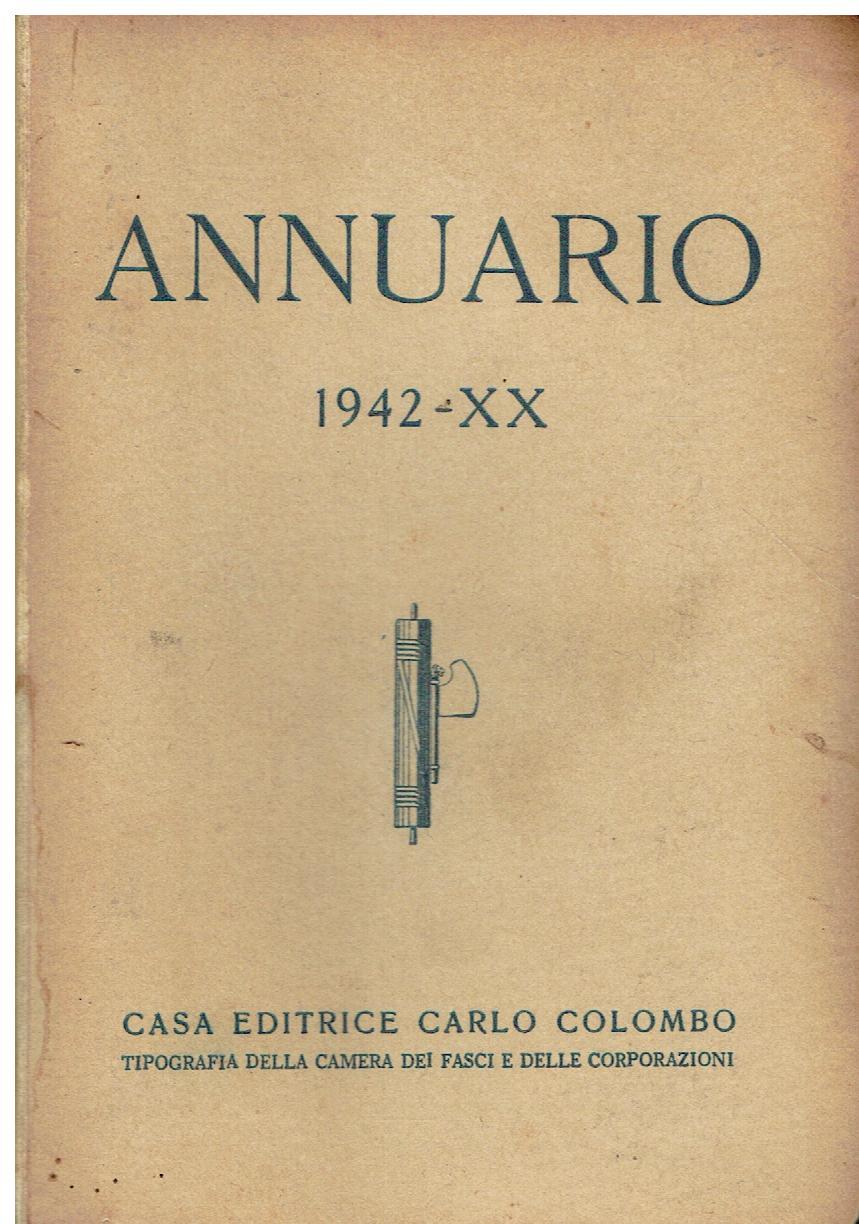 ANNUARIO
1942-XX
CASA EDITRICE CARLO COLOMBO
TIPOGRAFIA DELLA CAMERA DEI FASCI E DELLE CORPORAZIONI